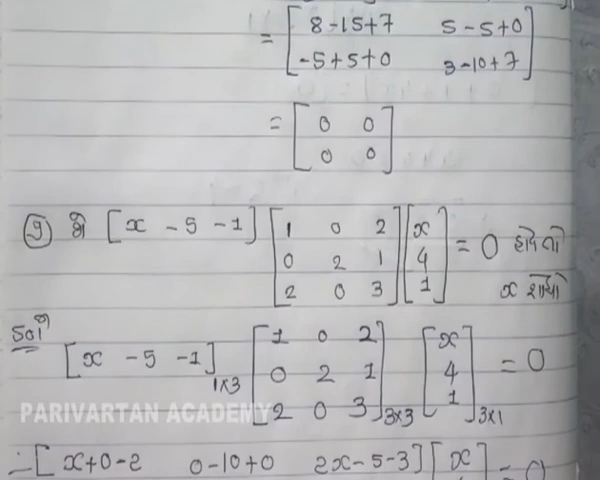 = [ 8-15+7 5-5+0
-5+5+0 3-10+7 ]
= [ 0 0
0 0 ]
9) જો [x -5 -1] [ 1 0 2
0 2 1
2 0 3 ] [ x
4
1 ] = 0 હોય તો
x શોધો
[x -5 -1] 1x3 [ 1 0 2
0 2 1
2 0 3 ] 3x3 [ x
4
1 ] 3x1 = 0
PARIVARTAN ACADEMY
∴ [ x+0-2 0-10+0 2x-5-3 ] [ x = 0